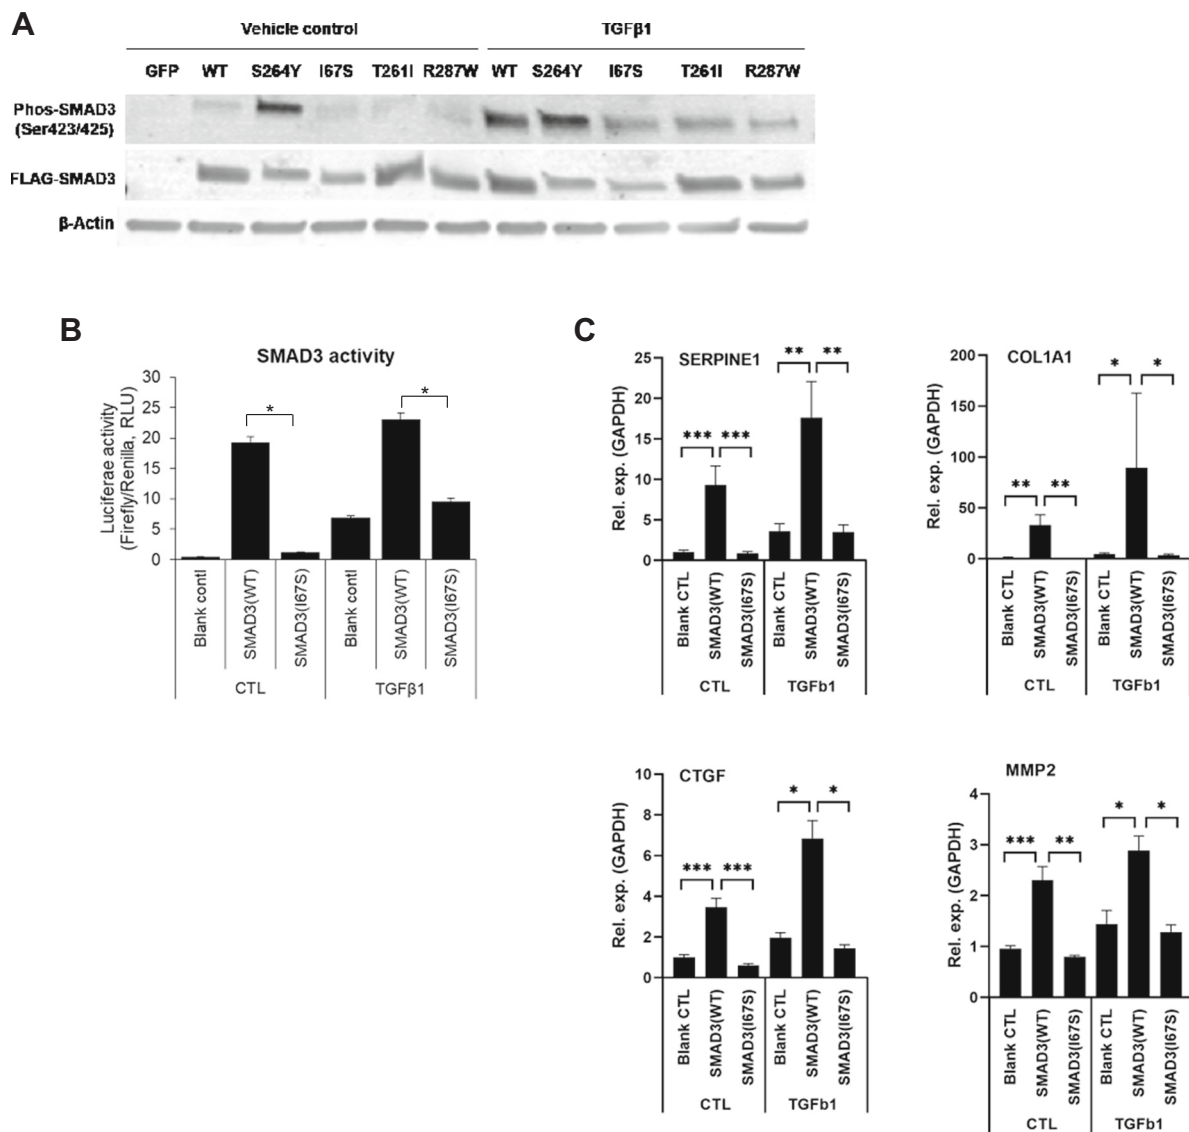 A
Vehicle control TGFβ1
GFP WT S264Y I67S T261I R287W WT S264Y I67S T261I R287W
Phos-SMAD3
(Ser423/425)
FLAG-SMAD3
β-Actin
B
SMAD3 activity
Luciferae activity
(Firefly/Renilla, RLU)
30
25
20
15
10
5
0
*
*
Blank contl
SMAD3(WT)
SMAD3(I67S)
Blank contl
SMAD3(WT)
SMAD3(I67S)
CTL TGFβ1
C
SERPINE1
Rel. exp. (GAPDH)
25
20
15
10
5
0
*** ***
** **
Blank CTL
SMAD3(WT)
SMAD3(I67S)
Blank CTL
SMAD3(WT)
SMAD3(I67S)
CTL TGFb1
COL1A1
Rel. exp. (GAPDH)
200
150
100
50
0
** **
* *
Blank CTL
SMAD3(WT)
SMAD3(I67S)
Blank CTL
SMAD3(WT)
SMAD3(I67S)
CTL TGFb1
CTGF
Rel. exp. (GAPDH)
10
8
6
4
2
0
*** ***
* *
Blank CTL
SMAD3(WT)
SMAD3(I67S)
Blank CTL
SMAD3(WT)
SMAD3(I67S)
CTL TGFb1
MMP2
Rel. exp. (GAPDH)
4
3
2
1
0
*** **
* *
Blank CTL
SMAD3(WT)
SMAD3(I67S)
Blank CTL
SMAD3(WT)
SMAD3(I67S)
CTL TGFb1